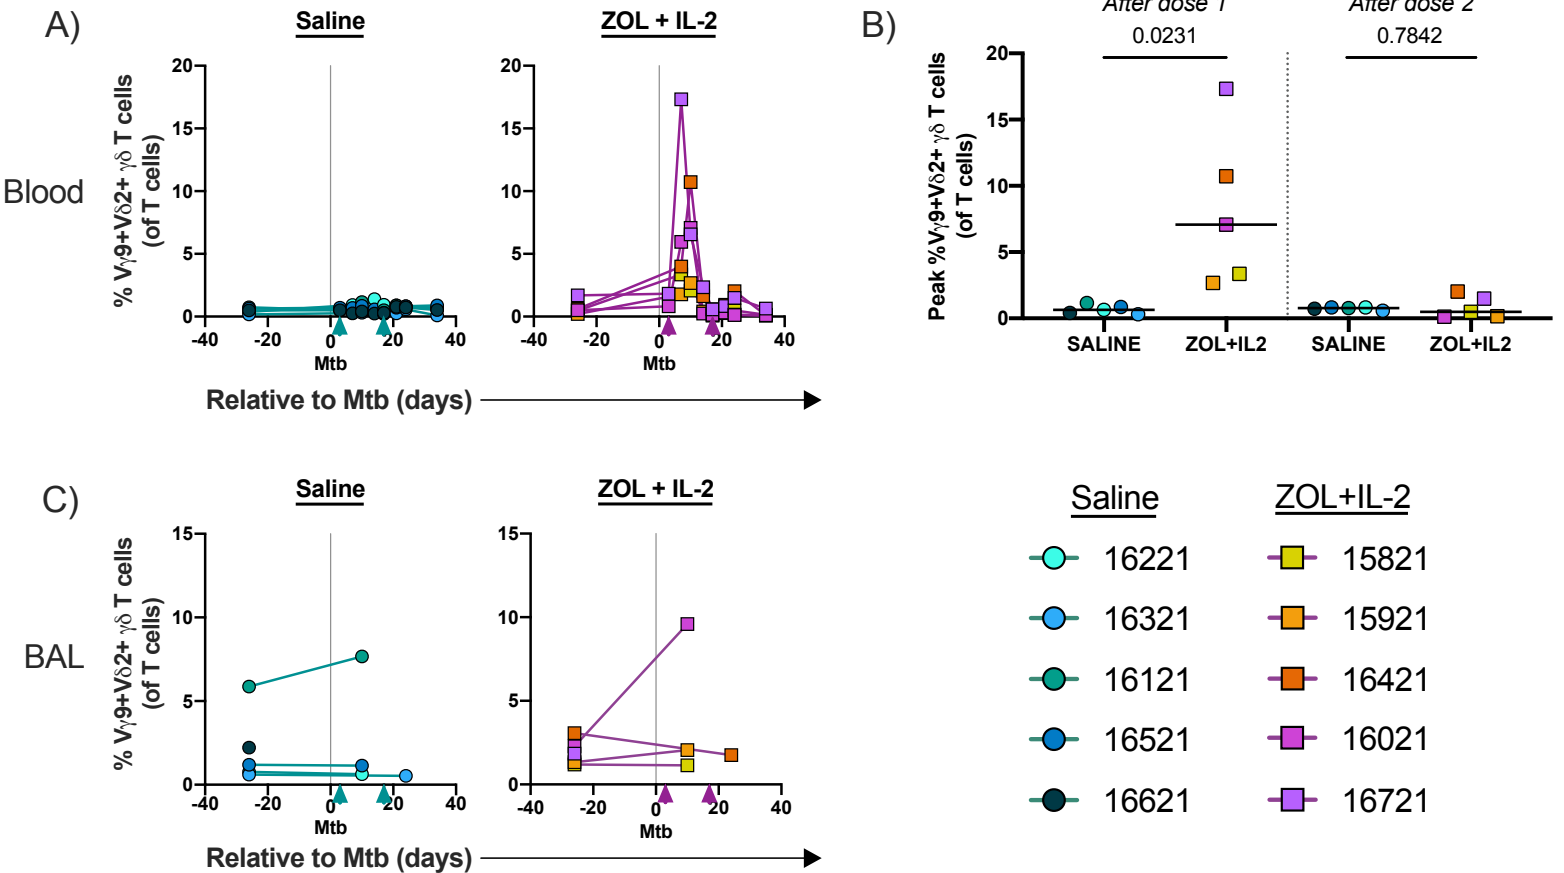 A)
Saline
ZOL + IL-2
Blood
% Vγ9+Vδ2+ γδ T cells
(of T cells)
20
15
10
5
0
-40
-20
0
20
40
Mtb
20
15
10
5
0
-40
-20
0
20
40
Mtb
Relative to Mtb (days)
B)
After dose 1
After dose 2
0.0231
0.7842
Peak %Vγ9+Vδ2+ γδ T cells
(of T cells)
20
15
10
5
0
SALINE
ZOL+IL2
SALINE
ZOL+IL2
C)
Saline
ZOL + IL-2
BAL
% Vγ9+Vδ2+ γδ T cells
(of T cells)
15
10
5
0
-40
-20
0
20
40
Mtb
15
10
5
0
-40
-20
0
20
40
Mtb
Relative to Mtb (days)
Saline
16221
16321
16121
16521
16621
ZOL+IL-2
15821
15921
16421
16021
16721